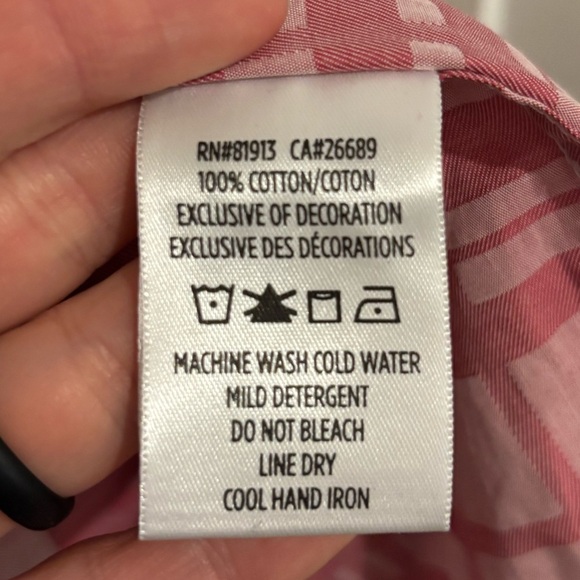 RN#81913 CA#26689
100% COTTON/COTON
EXCLUSIVE OF DECORATION
EXCLUSIVE DES DÉCORATIONS
MACHINE WASH COLD WATER
MILD DETERGENT
DO NOT BLEACH
LINE DRY
COOL HAND IRON